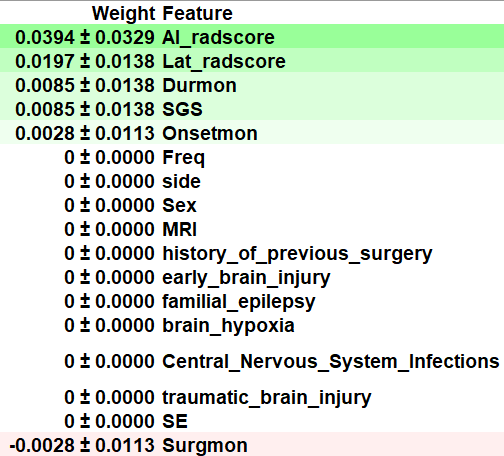 Weight Feature
0.0394 ± 0.0329 AI_radscore
0.0197 ± 0.0138 Lat_radscore
0.0085 ± 0.0138 Durmon
0.0085 ± 0.0138 SGS
0.0028 ± 0.0113 Onsetmon
0 ± 0.0000 Freq
0 ± 0.0000 side
0 ± 0.0000 Sex
0 ± 0.0000 MRI
0 ± 0.0000 history_of_previous_surgery
0 ± 0.0000 early_brain_injury
0 ± 0.0000 familial_epilepsy
0 ± 0.0000 brain_hypoxia
0 ± 0.0000 Central_Nervous_System_Infections
0 ± 0.0000 traumatic_brain_injury
0 ± 0.0000 SE
-0.0028 ± 0.0113 Surgmon